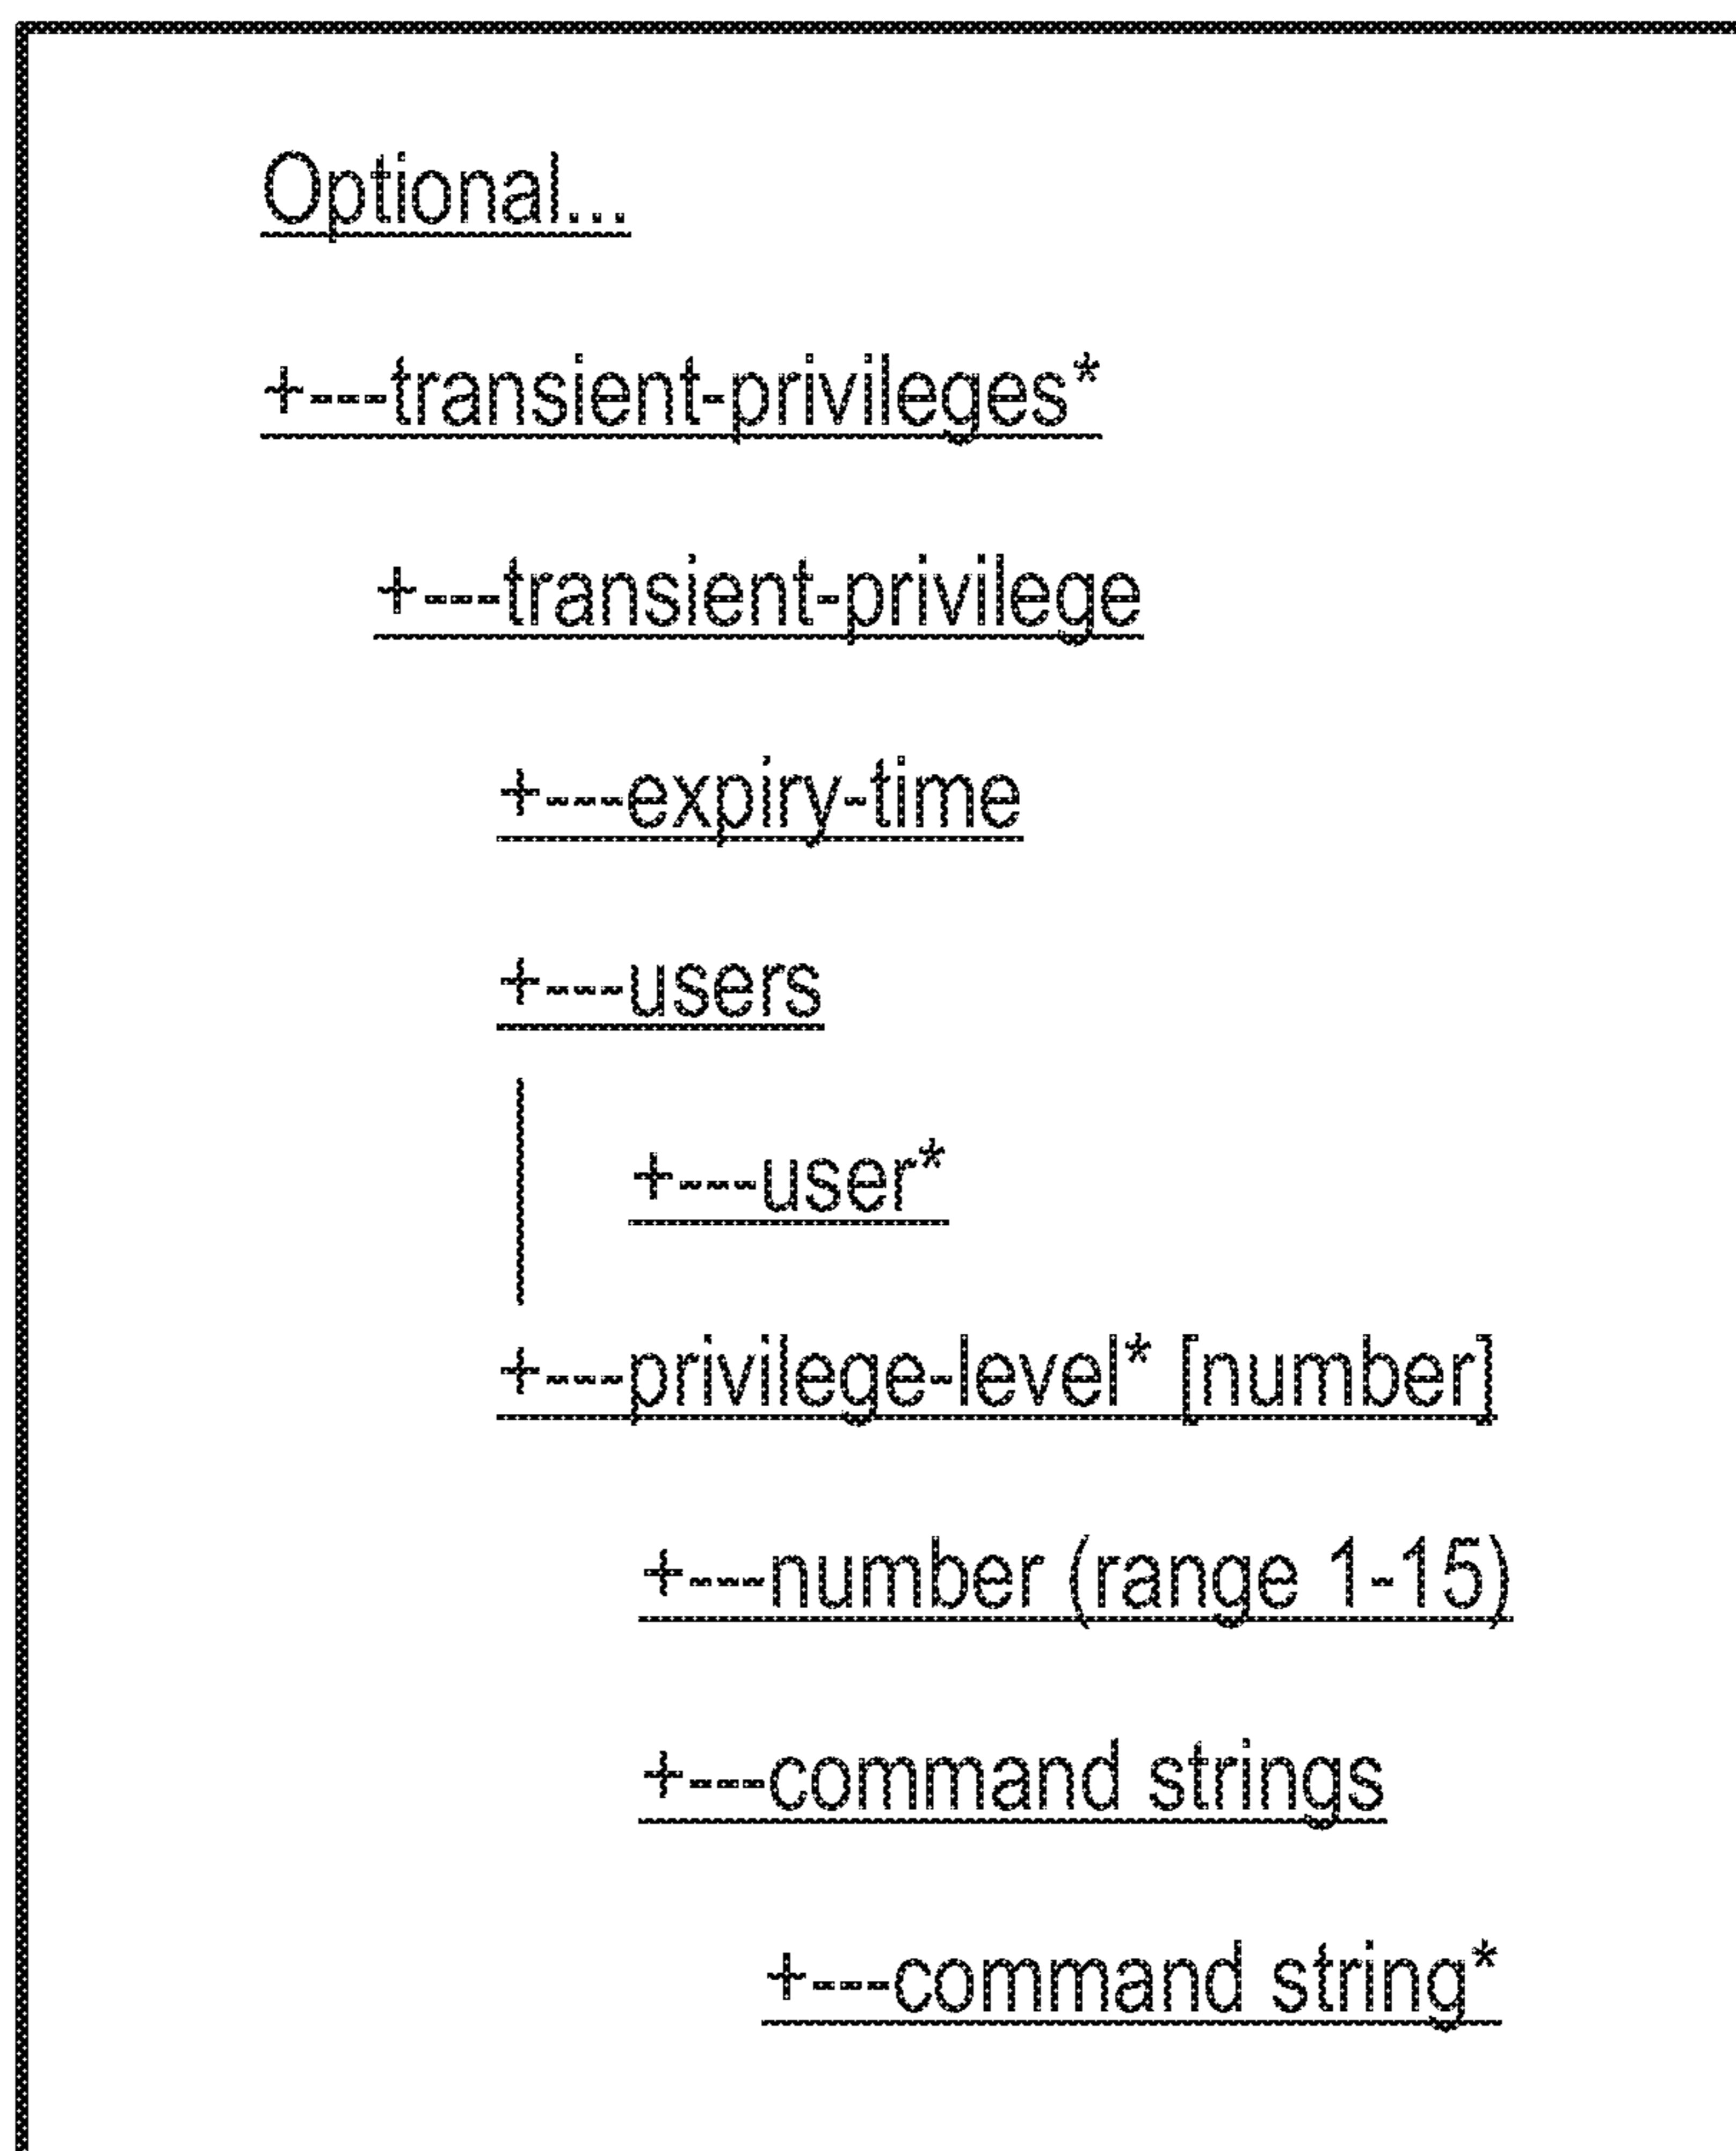 Optional...
+---transient-privileges*
+---transient-privilege
+---expiry-time
+---users
+---user*
+---privilege-level* [number]
+---number (range 1-15)
+---command strings
+---command string*